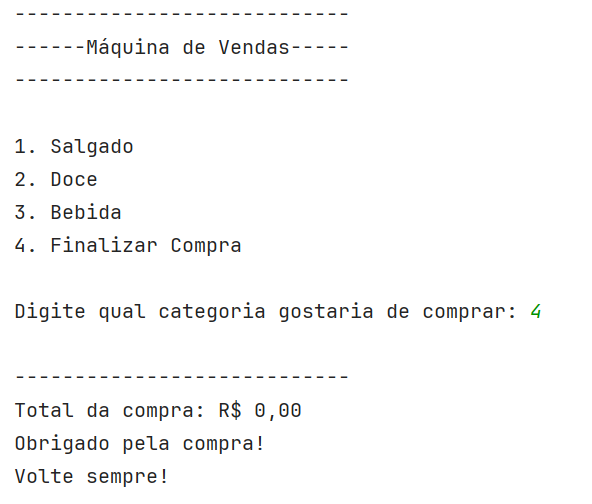 ----------------------------
------Máquina de Vendas-----
----------------------------
1. Salgado
2. Doce
3. Bebida
4. Finalizar Compra
Digite qual categoria gostaria de comprar: 4
----------------------------
Total da compra: R$ 0,00
Obrigado pela compra!
Volte sempre!